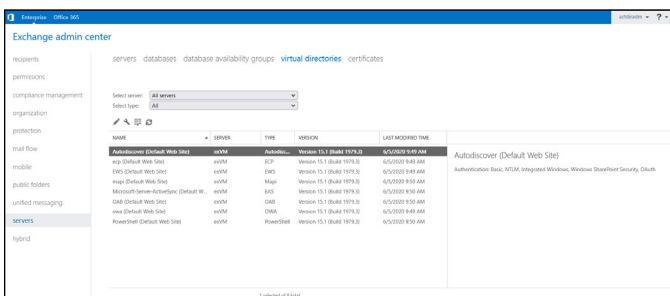 Enterprise Office 365
achibradm ?
Exchange admin center
recipients
permissions
compliance management
organization
protection
mail flow
mobile
public folders
unified messaging
servers
hybrid
servers databases database availability groups virtual directories certificates
Select server: All servers
Select type: All
NAME SERVER TYPE VERSION LAST MODIFIED TIME
Autodiscover (Default Web Site) exVM Autodisc... Version 15.1 (Build 1979.3) 6/5/2020 9:49 AM
ecp (Default Web Site) exVM ECP Version 15.1 (Build 1979.3) 6/5/2020 9:49 AM
EWS (Default Web Site) exVM EWS Version 15.1 (Build 1979.3) 6/5/2020 9:49 AM
mapi (Default Web Site) exVM Mapi Version 15.1 (Build 1979.3) 6/5/2020 9:50 AM
Microsoft-Server-ActiveSync (Default W... exVM EAS Version 15.1 (Build 1979.3) 6/5/2020 9:50 AM
OAB (Default Web Site) exVM OAB Version 15.1 (Build 1979.3) 6/5/2020 9:50 AM
owa (Default Web Site) exVM OWA Version 15.1 (Build 1979.3) 6/5/2020 9:49 AM
PowerShell (Default Web Site) exVM PowerShell Version 15.1 (Build 1979.3) 6/5/2020 9:50 AM
1 selected of 8 total
Autodiscover (Default Web Site)
Authentication: Basic, NTLM, Integrated Windows, Windows SharePoint Security, OAuth